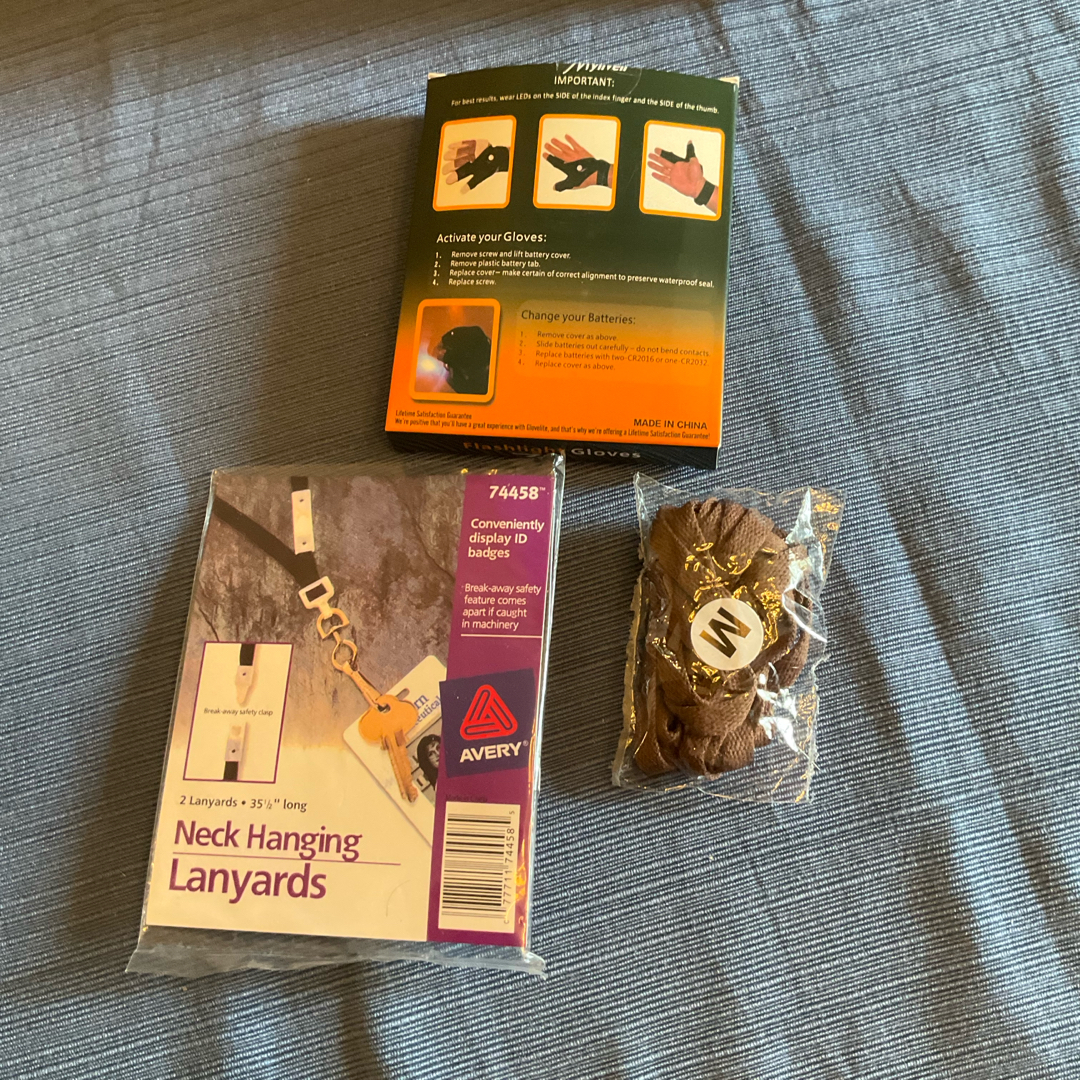 IMPORTANT:
For best results, wear LEDs on the SIDE of the index finger and the SIDE of the thumb.
Activate your Gloves:
1. Remove screw and lift battery cover.
2. Remove plastic battery tab.
3. Replace cover— make certain of correct alignment to preserve waterproof seal.
4. Replace screw.
Change your Batteries:
1. Remove cover as above
2. Slide batteries out carefully – do not bend contacts.
3. Replace batteries with two-CR2016 or one-CR2032.
4. Replace cover as above.
Lifetime Satisfaction Guarantee
We're positive that you'll have a great experience with Glovelite, and that's why we're offering a Lifetime Satisfaction Guarantee!
MADE IN CHINA
Flashlight Gloves
74458™
Conveniently
display ID
badges
Break-away safety
feature comes
apart if caught
in machinery
AVERY®
Break-away safety clasp
2 Lanyards • 35 1/2" long
Neck Hanging
Lanyards
77711 74458 5
M